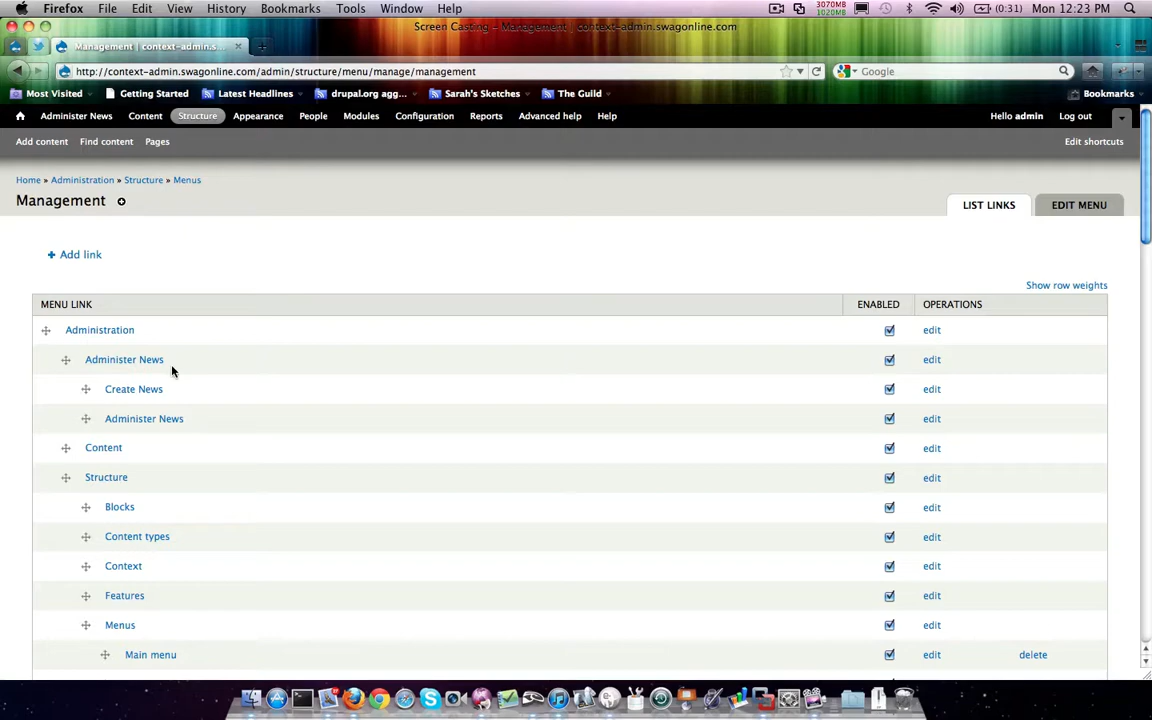 Firefox File Edit View History Bookmarks Tools Window Help 3070MB 1020MB (0:31) Mon 12:23 PM
Screen Casting – Management | context-admin.swagonline.com
Management | context-admin.s...
http://context-admin.swagonline.com/admin/structure/menu/manage/management Google
Most Visited Getting Started Latest Headlines drupal.org agg... Sarah's Sketches The Guild Bookmarks
Administer News Content Structure Appearance People Modules Configuration Reports Advanced help Help Hello admin Log out
Add content Find content Pages Edit shortcuts
Home » Administration » Structure » Menus
Management LIST LINKS EDIT MENU
+ Add link
Show row weights
MENU LINK ENABLED OPERATIONS
Administration edit
Administer News edit
Create News edit
Administer News edit
Content edit
Structure edit
Blocks edit
Content types edit
Context edit
Features edit
Menus edit
Main menu edit delete